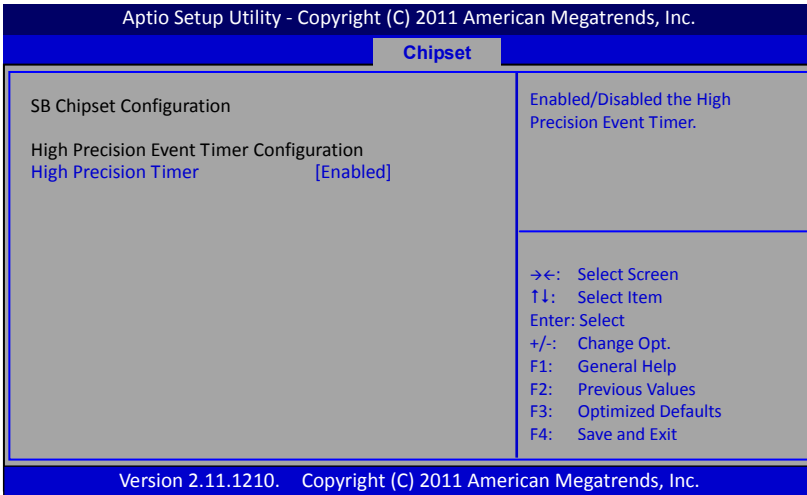 Aptio Setup Utility - Copyright (C) 2011 American Megatrends, Inc.
Chipset
SB Chipset Configuration
High Precision Event Timer Configuration
High Precision Timer [Enabled]
Enabled/Disabled the High
Precision Event Timer.
→←: Select Screen
↑↓: Select Item
Enter: Select
+/-: Change Opt.
F1: General Help
F2: Previous Values
F3: Optimized Defaults
F4: Save and Exit
Version 2.11.1210. Copyright (C) 2011 American Megatrends, Inc.